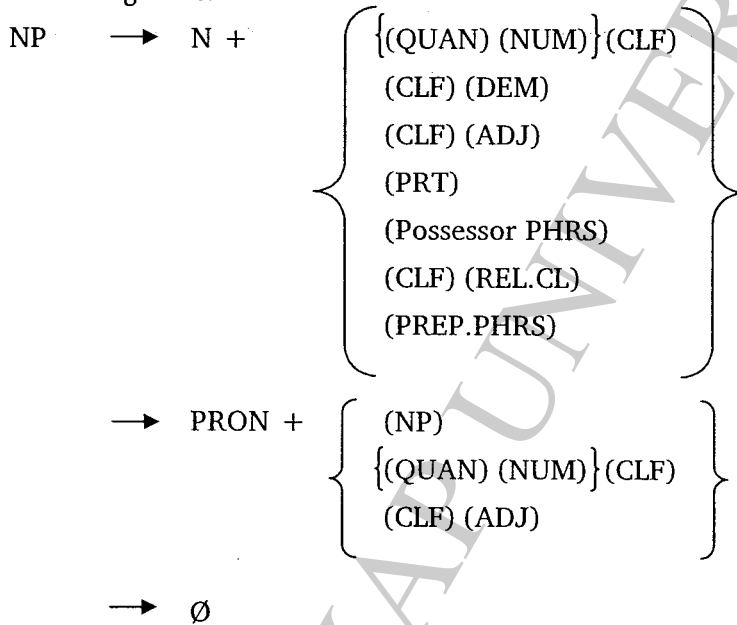 NP → N + {(QUAN) (NUM)}(CLF)
(CLF) (DEM)
(CLF) (ADJ)
(PRT)
(Possessor PHRS)
(CLF) (REL.CL)
(PREP.PHRS)
→ PRON + (NP)
{(QUAN) (NUM)}(CLF)
(CLF) (ADJ)
→ Ø